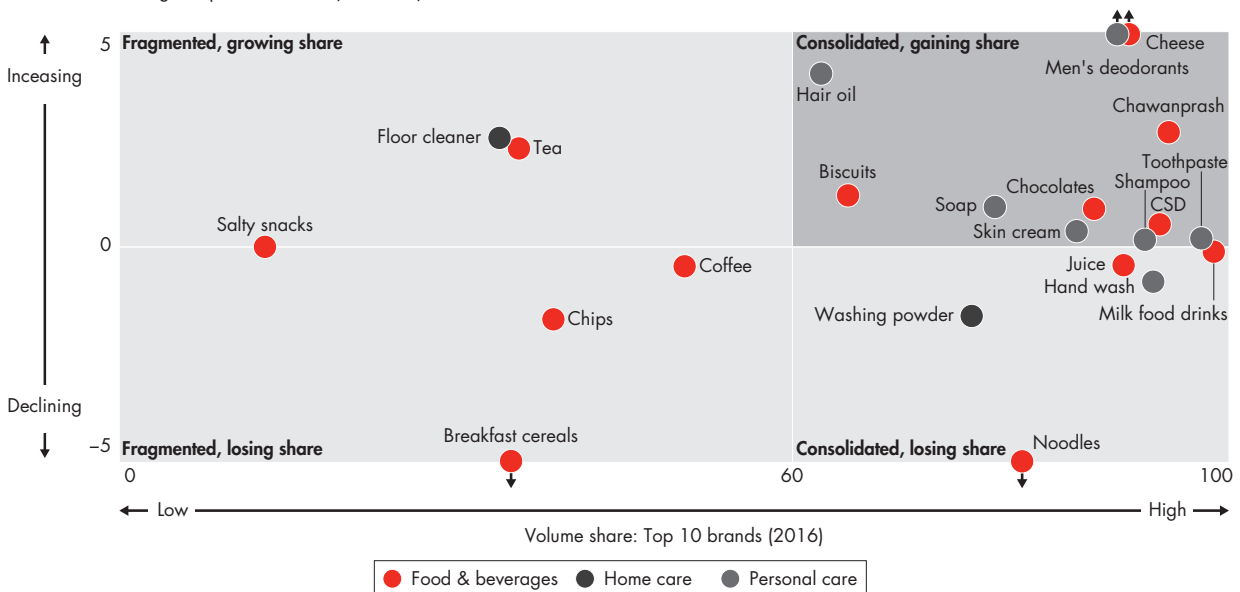 5
Inceasing
Fragmented, growing share
Consolidated, gaining share
Cheese
Men's deodorants
Hair oil
Chawanprash
Floor cleaner
Tea
Toothpaste
Biscuits
Shampoo
Chocolates
CSD
Soap
Skin cream
Salty snacks
0
Coffee
Juice
Hand wash
Milk food drinks
Chips
Washing powder
Declining
–5
Fragmented, losing share
Breakfast cereals
Consolidated, losing share
Noodles
0
60
100
Low
High
Volume share: Top 10 brands (2016)
Food & beverages
Home care
Personal care